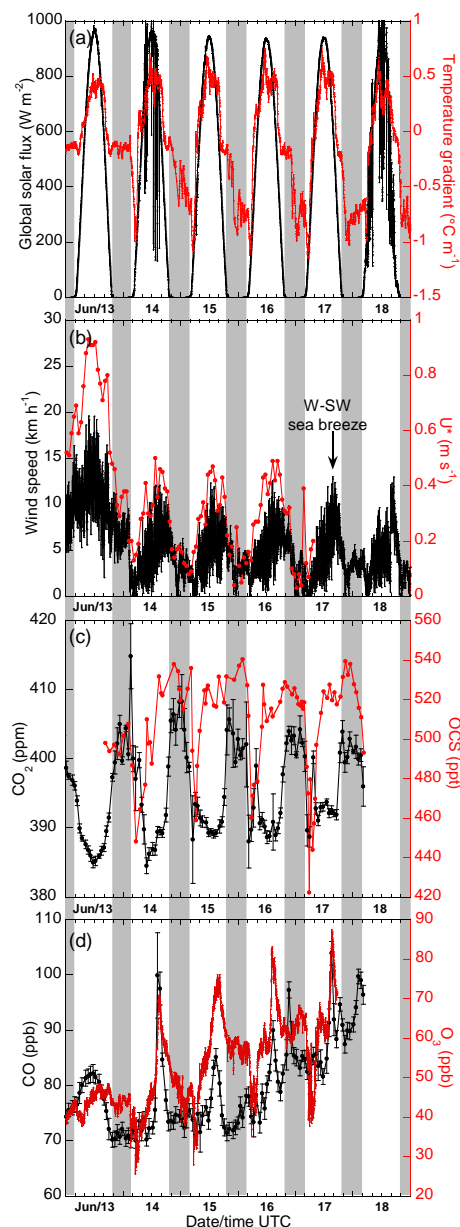 (a)
1000
800
600
400
200
0
Global solar flux (W m-2)
1
0.5
0
-0.5
-1
-1.5
Temperature gradient (°C m-1)
Jun/13 14 15 16 17 18
(b)
30
25
20
15
10
5
0
Wind speed (km h-1)
W-SW
sea breeze
1
0.8
0.6
0.4
0.2
0
U* (m s-1)
Jun/13 14 15 16 17 18
(c)
420
410
400
390
380
CO2 (ppm)
560
540
520
500
480
460
440
420
OCS (ppt)
Jun/13 14 15 16 17 18
(d)
110
100
90
80
70
60
CO (ppb)
90
80
70
60
50
40
30
20
O3 (ppb)
Jun/13 14 15 16 17 18
Date/time UTC